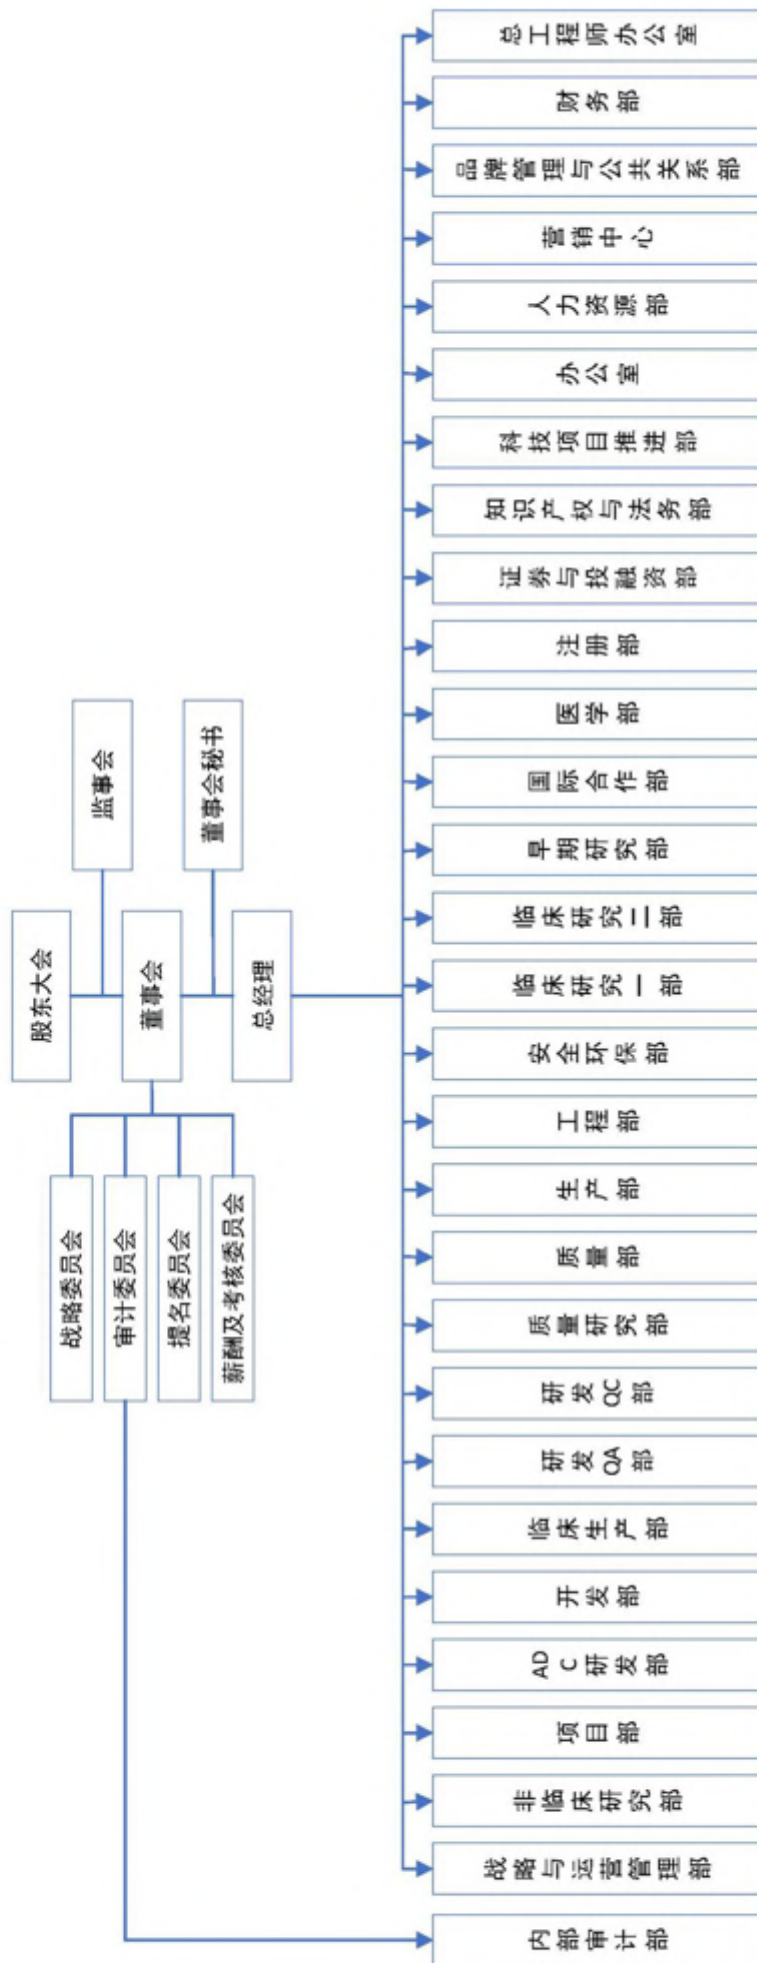 股东大会
监事会
董事会
董事会秘书
总经理
战略委员会
审计委员会
提名委员会
薪酬及考核委员会
内部审计部
战略与运营管理部
非临床研究部
项目部
ADC研发部
开发部
临床生产部
研发QA部
研发QC部
质量研究部
质量部
生产部
工程部
安全环保部
临床研究一部
临床研究二部
早期研究部
国际合作部
医学部
注册部
证券与投融资部
知识产权与法务部
科技项目推进部
办公室
人力资源部
营销中心
品牌管理与公共关系部
财务部
总工程师办公室